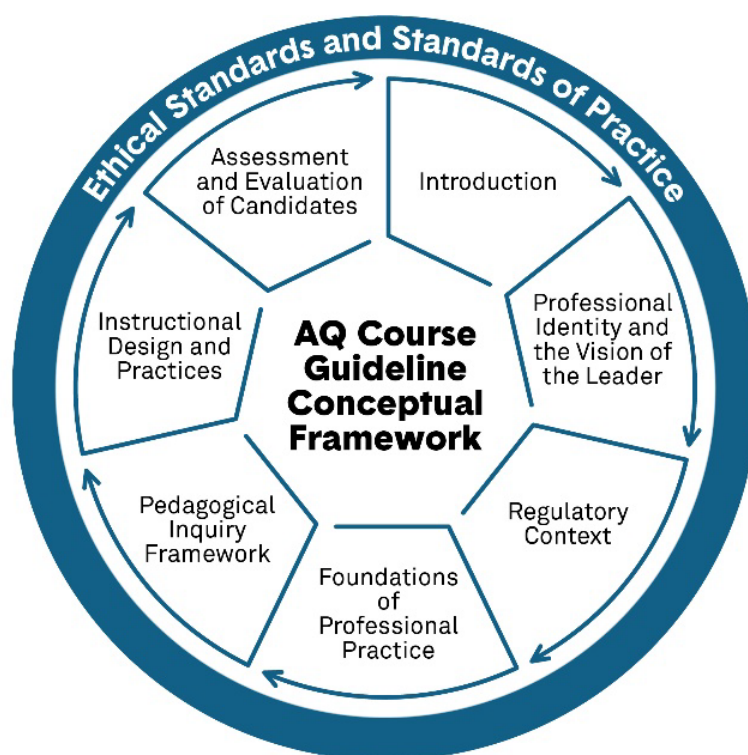 Ethical Standards and Standards of Practice
Introduction
Professional
Identity and
the Vision of
the Leader
Regulatory
Context
Foundations
of
Professional
Practice
Pedagogical
Inquiry
Framework
Instructional
Design and
Practices
Assessment
and Evaluation
of Candidates
AQ Course
Guideline
Conceptual
Framework